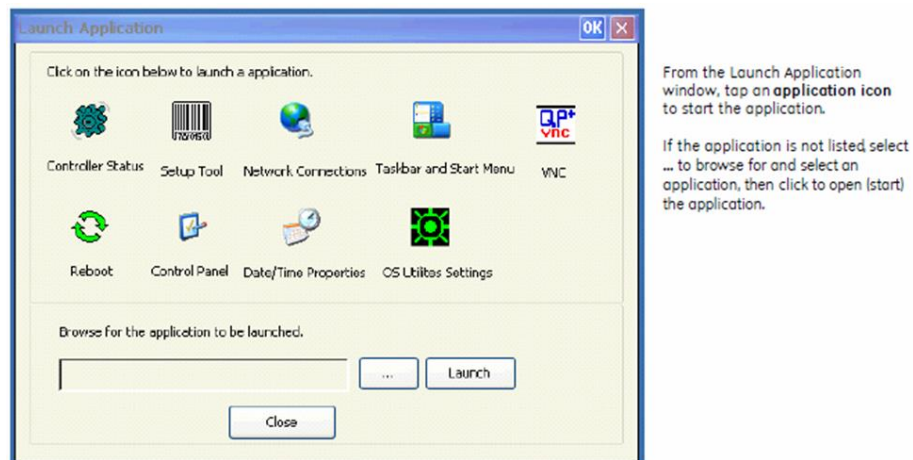 Launch Application
OK
Click on the icon below to launch a application.
QP+
vnc
Controller Status
Setup Tool
Network Connections
Taskbar and Start Menu
VNC
Reboot
Control Panel
Date/Time Properties
OS Utilites Settings
Browse for the application to be launched.
...
Launch
Close
From the Launch Application
window, tap an application icon
to start the application.
If the application is not listed, select
... to browse for and select an
application, then click to open (start)
the application.